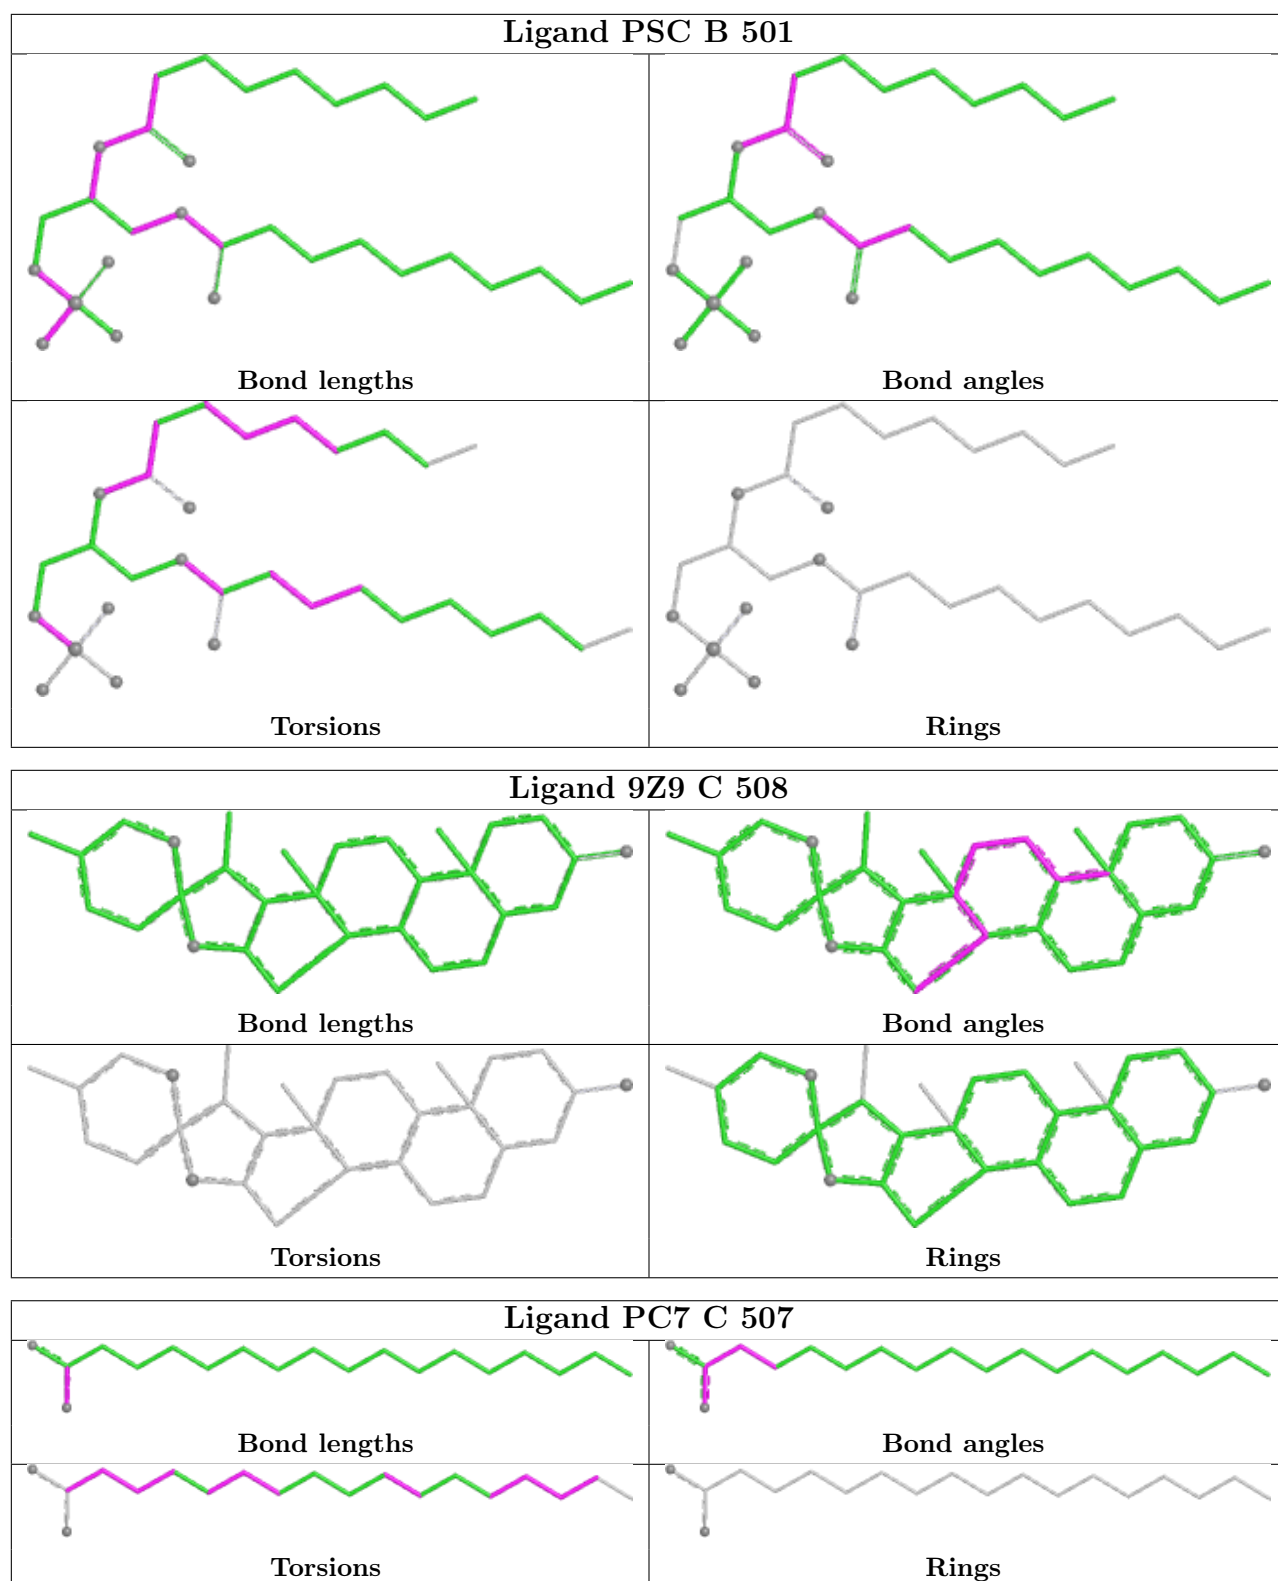 Ligand PSC B 501
Bond lengths
Bond angles
Torsions
Rings
Ligand 9Z9 C 508
Bond lengths
Bond angles
Torsions
Rings
Ligand PC7 C 507
Bond lengths
Bond angles
Torsions
Rings